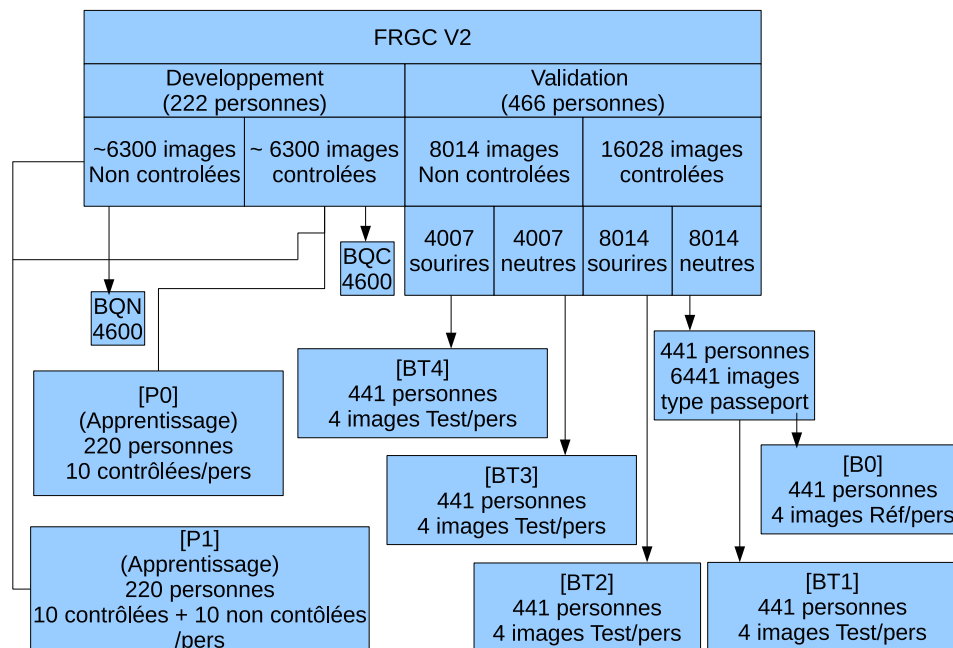 FRGC V2
Developpement
(222 personnes)
Validation
(466 personnes)
~6300 images
Non controlées
~ 6300 images
controlées
8014 images
Non controlées
16028 images
controlées
4007
sourires
4007
neutres
8014
sourires
8014
neutres
BQC
4600
BQN
4600
441 personnes
6441 images
type passeport
[BT4]
441 personnes
4 images Test/pers
[P0]
(Apprentissage)
220 personnes
10 contrôlées/pers
[BT3]
441 personnes
4 images Test/pers
[B0]
441 personnes
4 images Réf/pers
[P1]
(Apprentissage)
220 personnes
10 contrôlées + 10 non contôlées
/pers
[BT2]
441 personnes
4 images Test/pers
[BT1]
441 personnes
4 images Test/pers